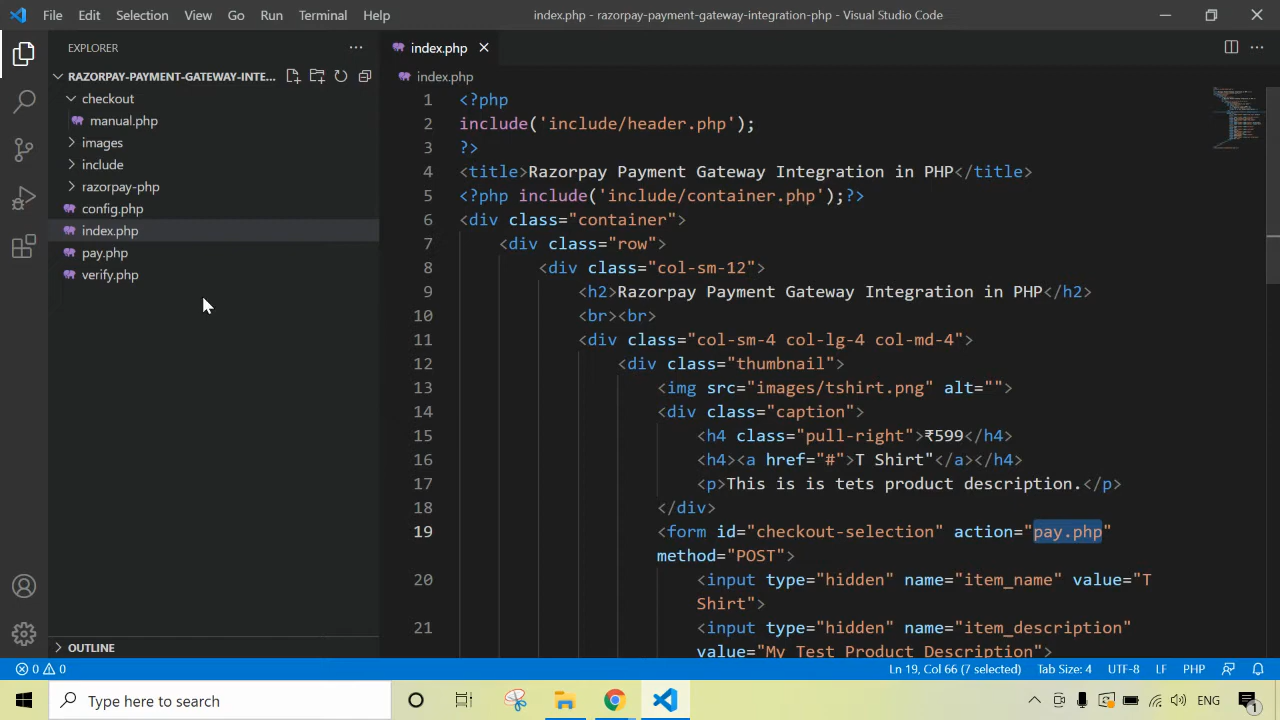 File Edit Selection View Go Run Terminal Help index.php - razorpay-payment-gateway-integration-php - Visual Studio Code
EXPLORER
RAZORPAY-PAYMENT-GATEWAY-INTE...
checkout
manual.php
images
include
razorpay-php
config.php
index.php
pay.php
verify.php
OUTLINE
index.php
index.php
1 <?php
2 include('include/header.php');
3 ?>
4 <title>Razorpay Payment Gateway Integration in PHP</title>
5 <?php include('include/container.php');?>
6 <div class="container">
7 <div class="row">
8 <div class="col-sm-12">
9 <h2>Razorpay Payment Gateway Integration in PHP</h2>
10 <br><br>
11 <div class="col-sm-4 col-lg-4 col-md-4">
12 <div class="thumbnail">
13 <img src="images/tshirt.png" alt="">
14 <div class="caption">
15 <h4 class="pull-right">₹599</h4>
16 <h4><a href="#">T Shirt"</a></h4>
17 <p>This is is tets product description.</p>
18 </div>
19 <form id="checkout-selection" action="pay.php"
method="POST">
20 <input type="hidden" name="item_name" value="T
Shirt">
21 <input type="hidden" name="item_description"
value="My Test Product Description">
0 0 Ln 19, Col 66 (7 selected) Tab Size: 4 UTF-8 LF PHP
Type here to search ENG 1